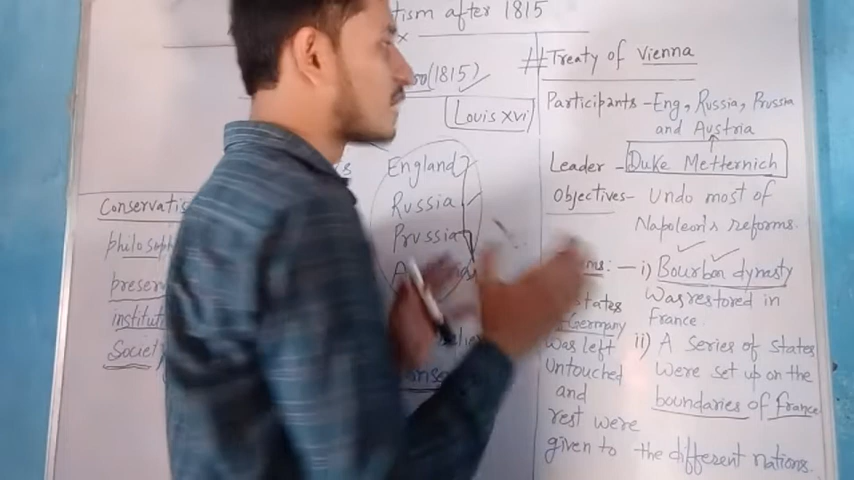 tism after 1815
(1815)
Louis xvi
England
Russia
Prussia
Conservatis
philosoph
preser
institut
Societ
# Treaty of Vienna
Participants - Eng, Russia, Prussia
and Austria
Leader - Duke Metternich
Objectives - Undo most of
Napoleon's reforms.
i) Bourbon dynasty
was restored in
France.
ii) A series of states
were set up on the
boundaries of France
states
Germany
was left
Untouched
and
rest were
given to the different nations.